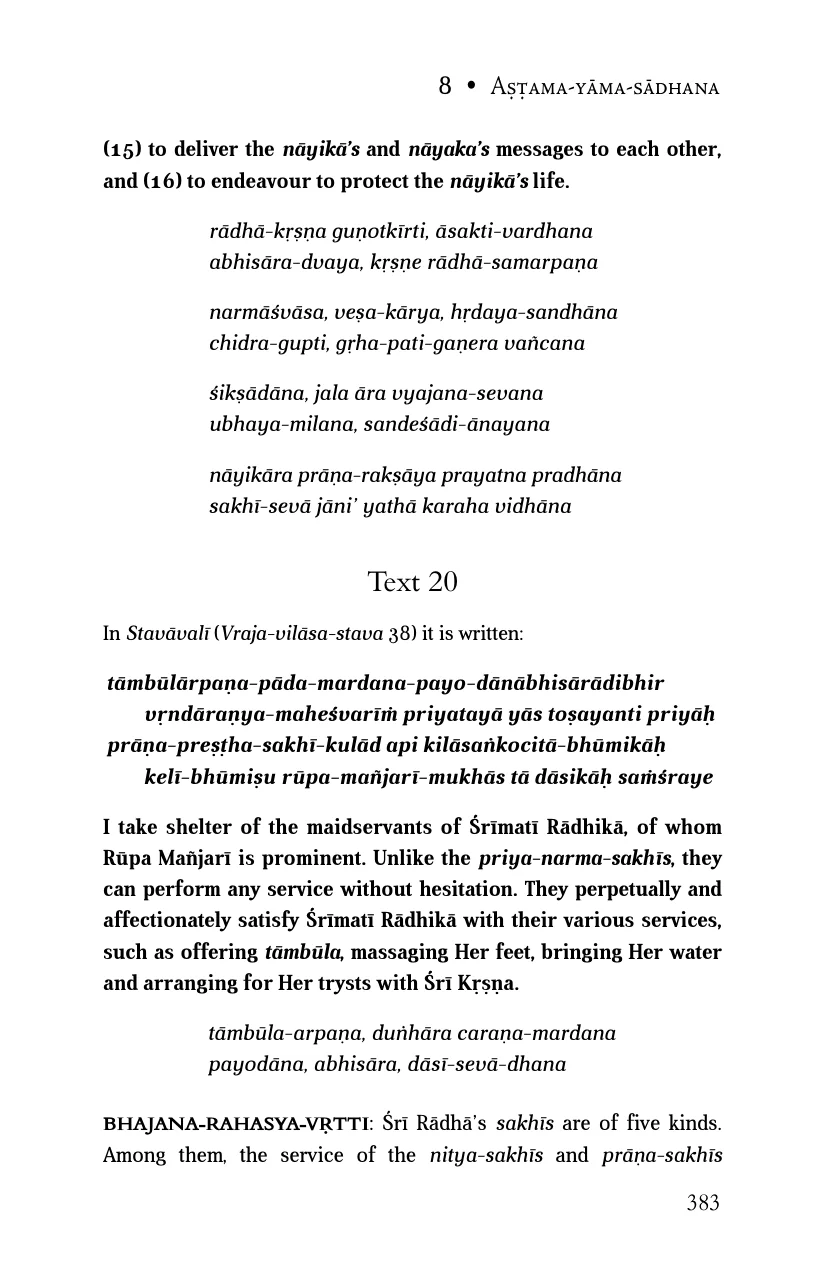 8 • Aṣṭama-yāma-sādhana
(15) to deliver the nāyikā’s and nāyaka’s messages to each other,
and (16) to endeavour to protect the nāyikā’s life.
rādhā-kṛṣṇa guṇotkīrti, āsakti-vardhana
abhisāra-dvaya, kṛṣṇe rādhā-samarpaṇa
narmāśvāsa, veṣa-kārya, hṛdaya-sandhāna
chidra-gupti, gṛha-pati-gaṇera vañcana
śikṣādāna, jala āra vyajana-sevana
ubhaya-milana, sandeśādi-ānayana
nāyikāra prāṇa-rakṣāya prayatna pradhāna
sakhī-sevā jāni’ yathā karaha vidhāna
Text 20
In Stavāvalī (Vraja-vilāsa-stava 38) it is written:
tāmbūlārpaṇa-pāda-mardana-payo-dānābhisārādibhir
vṛndāraṇya-maheśvarīṁ priyatayā yās toṣayanti priyāḥ
prāṇa-preṣṭha-sakhī-kulād api kilāsaṅkocitā-bhūmikāḥ
kelī-bhūmiṣu rūpa-mañjarī-mukhās tā dāsikāḥ saṁśraye
I take shelter of the maidservants of Śrīmatī Rādhikā, of whom
Rūpa Mañjarī is prominent. Unlike the priya-narma-sakhīs, they
can perform any service without hesitation. They perpetually and
affectionately satisfy Śrīmatī Rādhikā with their various services,
such as offering tāmbūla, massaging Her feet, bringing Her water
and arranging for Her trysts with Śrī Kṛṣṇa.
tāmbūla-arpaṇa, duṅhāra caraṇa-mardana
payodāna, abhisāra, dāsī-sevā-dhana
BHAJANA-RAHASYA-VṚTTI: Śrī Rādhā’s sakhīs are of five kinds.
Among them, the service of the nitya-sakhīs and prāṇa-sakhīs
383